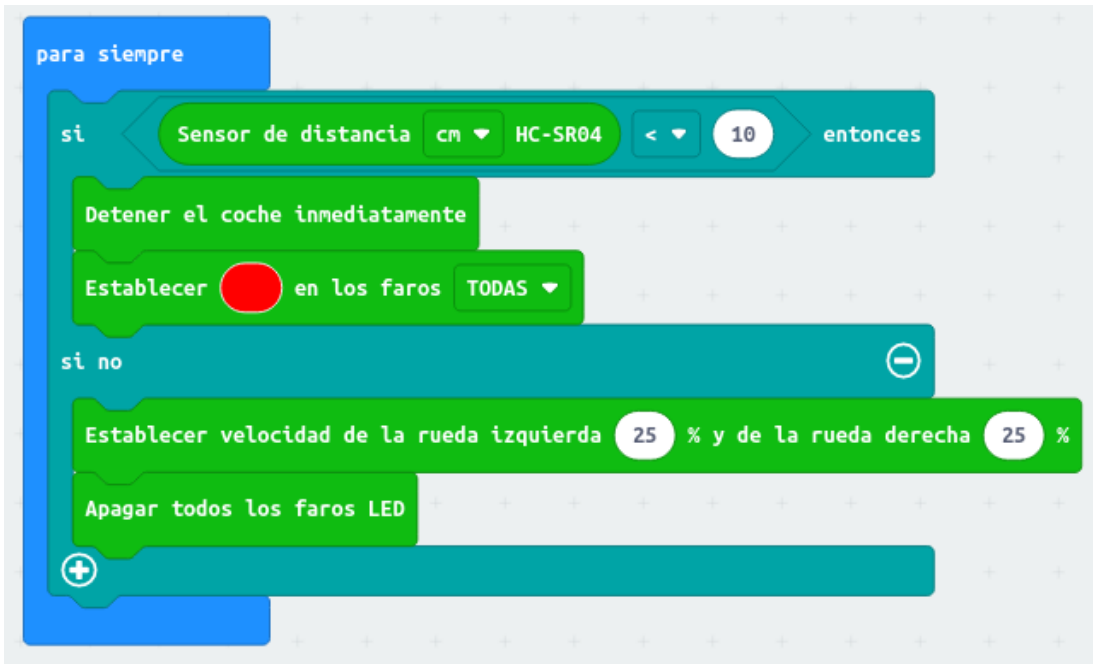 para siempre
si Sensor de distancia cm HC-SR04 < 10 entonces
Detener el coche inmediatamente
Establecer en los faros TODAS
si no
Establecer velocidad de la rueda izquierda 25 % y de la rueda derecha 25 %
Apagar todos los faros LED